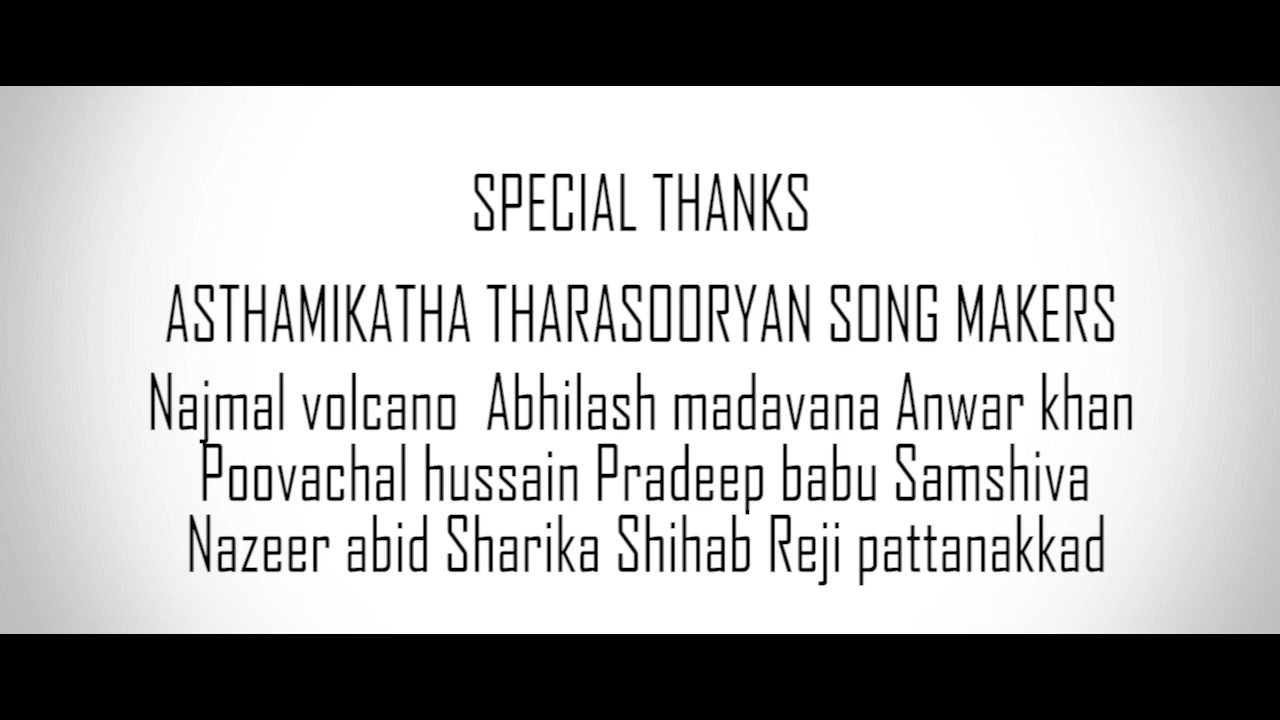 SPECIAL THANKS
ASTHAMIKATHA THARASOORYAN SONG MAKERS
Najmal volcano  Abhilash madavana Anwar khan
Poovachal hussain Pradeep babu Samshiva
Nazeer abid Sharika Shihab Reji pattanakkad